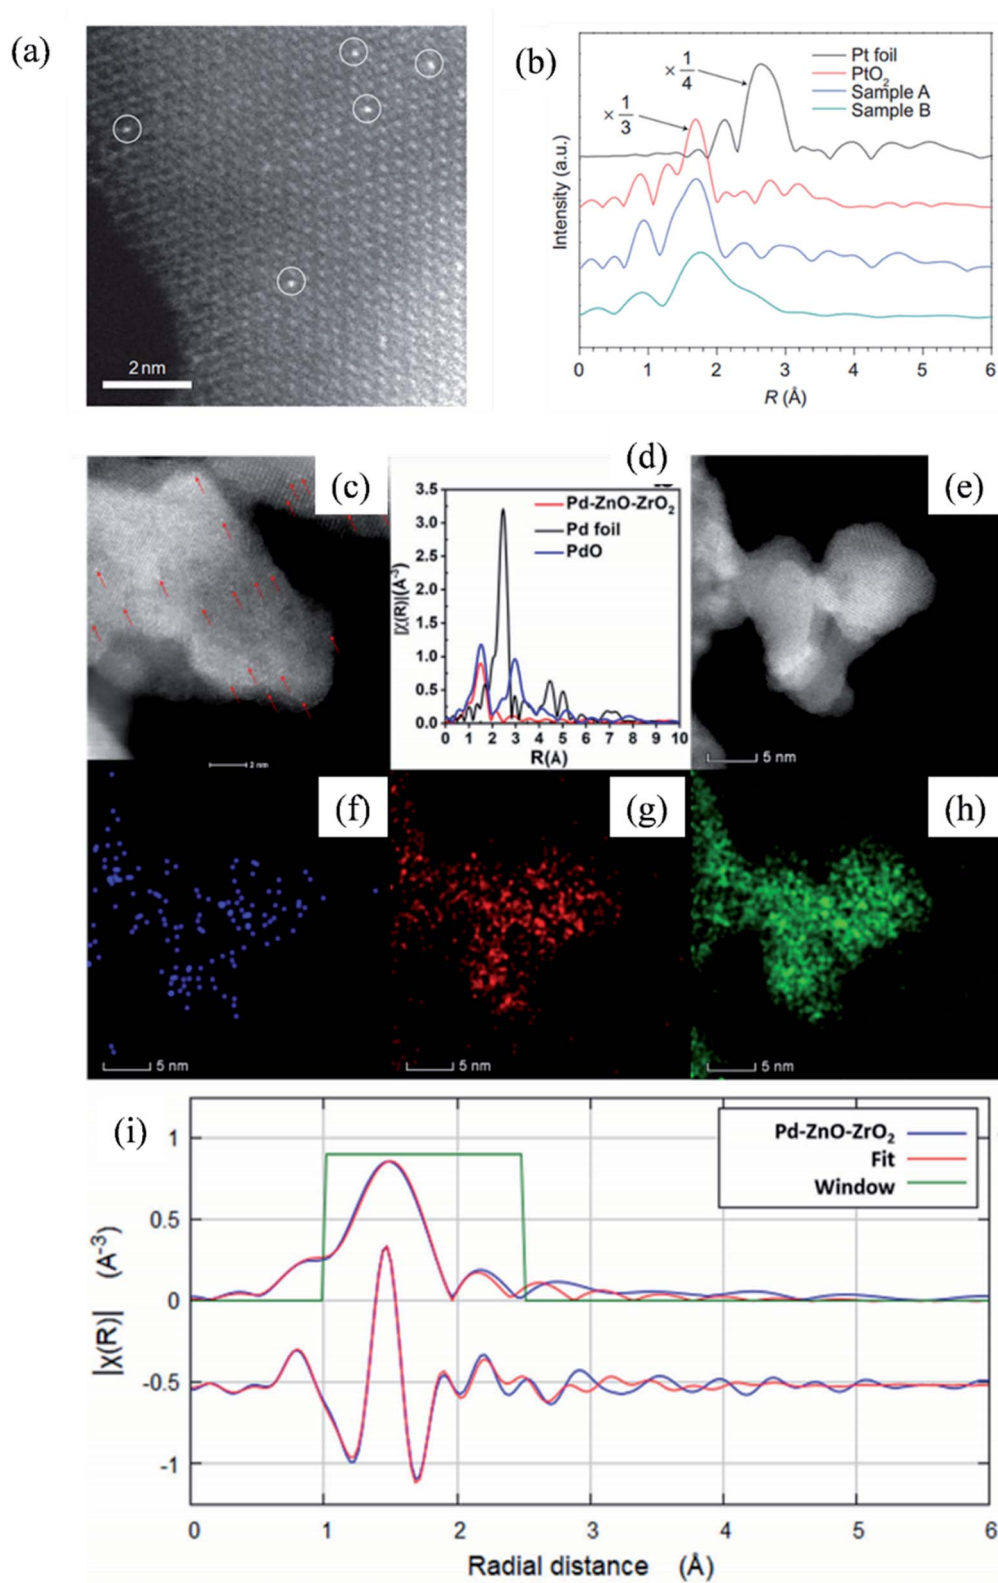 (a)
2 nm
(b)
Pt foil
PtO2
Sample A
Sample B
× 1/4
× 1/3
Intensity (a.u.)
0 1 2 3 4 5 6
R (Å)
(c)
2 nm
(d)
3.5
3.0
2.5
2.0
1.5
1.0
0.5
0.0
Pd-ZnO-ZrO2
Pd foil
PdO
|χ(R)|(Å-3)
0 1 2 3 4 5 6 7 8 9 10
R(Å)
(e)
5 nm
(f)
5 nm
(g)
5 nm
(h)
5 nm
(i)
Pd-ZnO-ZrO2
Fit
Window
1
0.5
0
-0.5
-1
|χ(R)| (A-3)
0 1 2 3 4 5 6
Radial distance (Å)